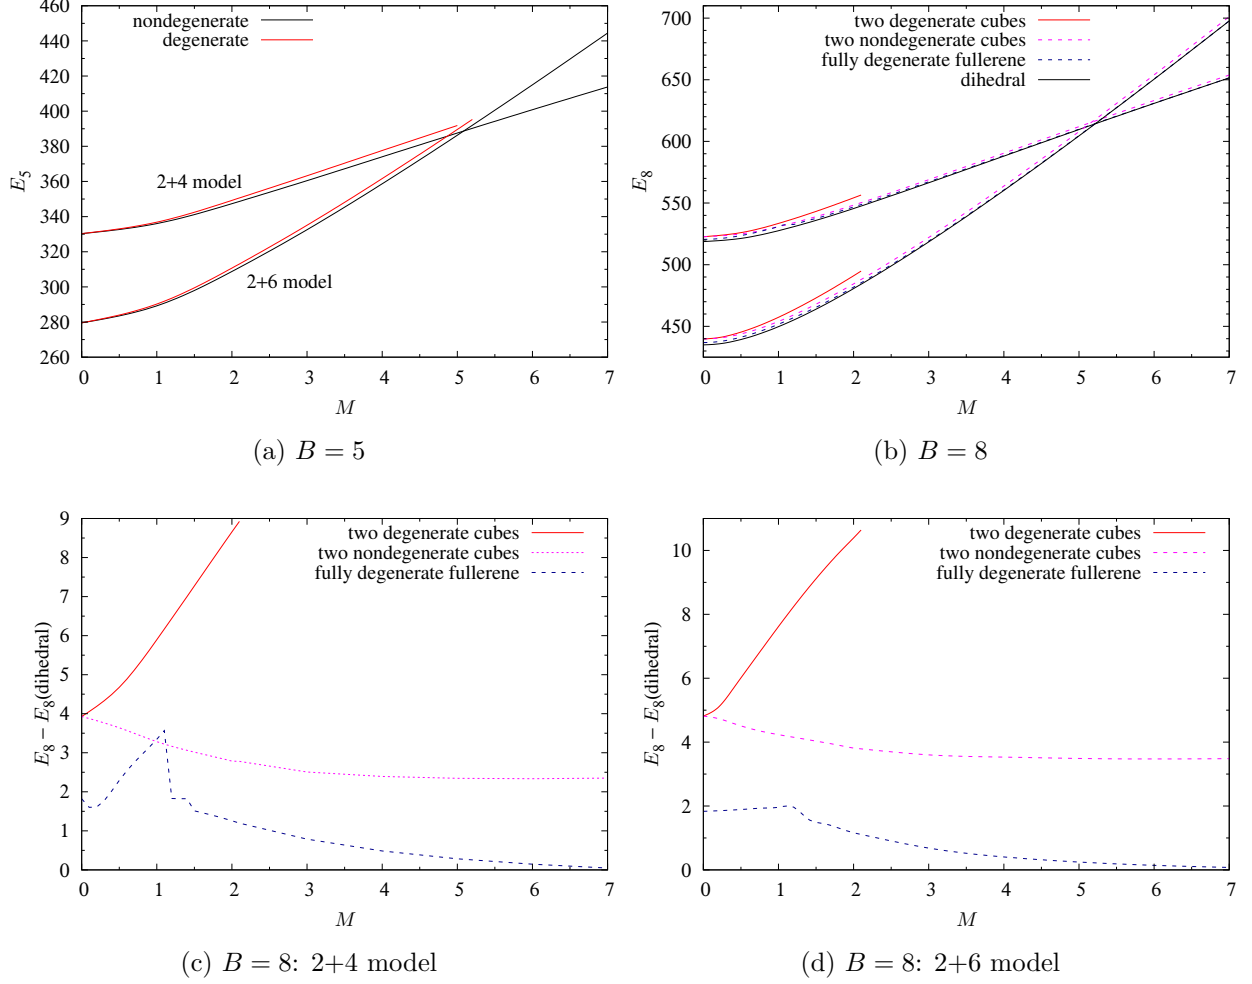 nondegenerate
degenerate
2+4 model
2+6 model
E5
460
440
420
400
380
360
340
320
300
280
260
0 1 2 3 4 5 6 7
M
(a) B = 5
two degenerate cubes
two nondegenerate cubes
fully degenerate fullerene
dihedral
E8
700
650
600
550
500
450
0 1 2 3 4 5 6 7
M
(b) B = 8
two degenerate cubes
two nondegenerate cubes
fully degenerate fullerene
E8 − E8(dihedral)
9
8
7
6
5
4
3
2
1
0
0 1 2 3 4 5 6 7
M
(c) B = 8: 2+4 model
two degenerate cubes
two nondegenerate cubes
fully degenerate fullerene
E8 − E8(dihedral)
10
8
6
4
2
0
0 1 2 3 4 5 6 7
M
(d) B = 8: 2+6 model